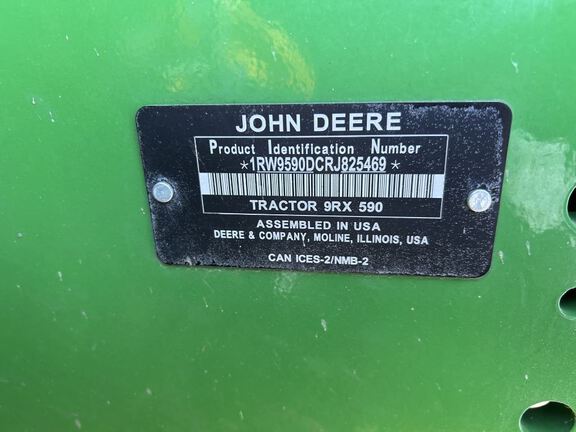 JOHN DEERE
Product Identification Number
*1RW9590DCRJ825469*
TRACTOR 9RX 590
ASSEMBLED IN USA
DEERE & COMPANY, MOLINE, ILLINOIS, USA
CAN ICES-2/NMB-2